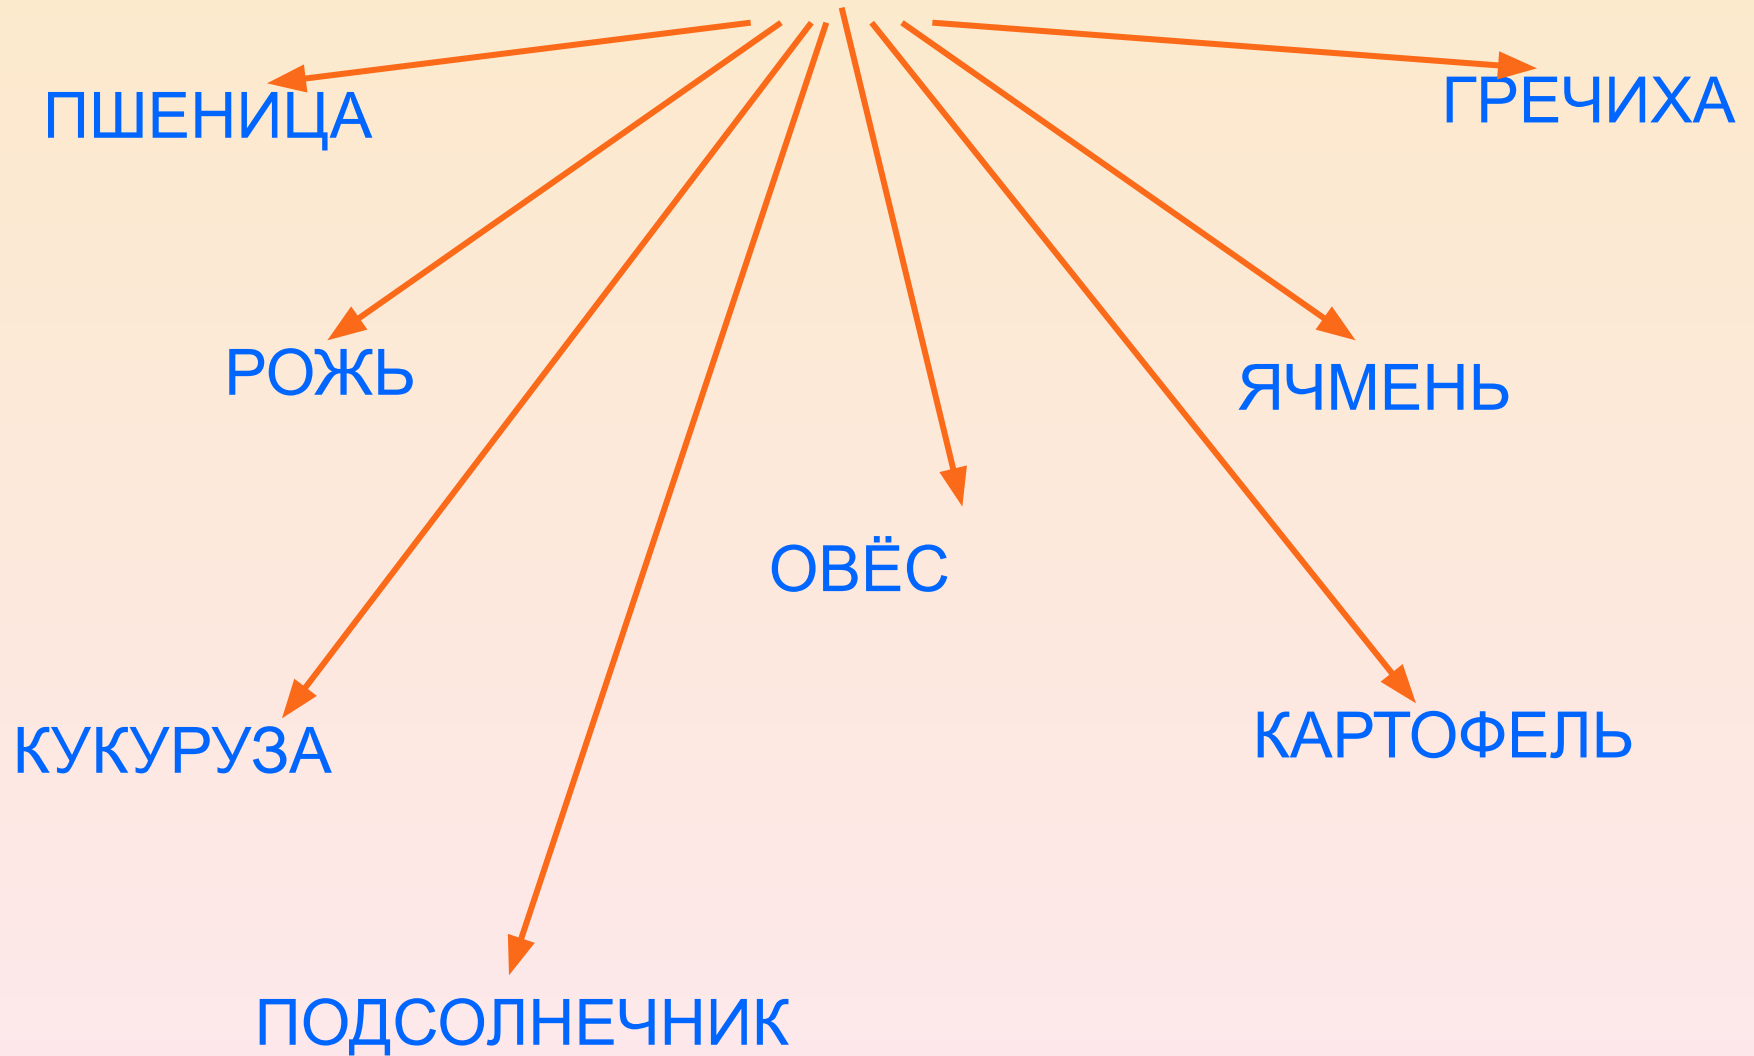 ПШЕНИЦА
ГРЕЧИХА
РОЖЬ
ЯЧМЕНЬ
ОВЁС
КУКУРУЗА
КАРТОФЕЛЬ
ПОДСОЛНЕЧНИК